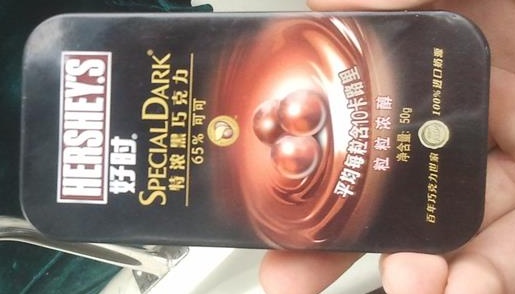 HERSHEY'S
好时®
SPECIAL DARK®
特浓黑巧克力
65% 可可
平均每粒含10卡路里
粒粒浓醇
净含量: 50g
百年巧克力世家
100%进口奶源